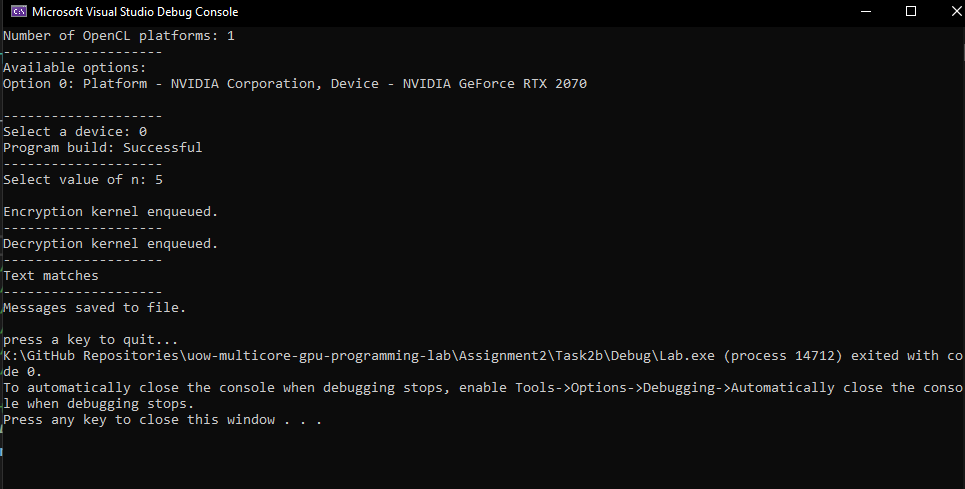 Microsoft Visual Studio Debug Console
Number of OpenCL platforms: 1
--------------------
Available options:
Option 0: Platform - NVIDIA Corporation, Device - NVIDIA GeForce RTX 2070
--------------------
Select a device: 0
Program build: Successful
--------------------
Select value of n: 5
Encryption kernel enqueued.
--------------------
Decryption kernel enqueued.
--------------------
Text matches
--------------------
Messages saved to file.
press a key to quit...
K:\GitHub Repositories\uow-multicore-gpu-programming-lab\Assignment2\Task2b\Debug\Lab.exe (process 14712) exited with co
de 0.
To automatically close the console when debugging stops, enable Tools->Options->Debugging->Automatically close the conso
le when debugging stops.
Press any key to close this window . . .